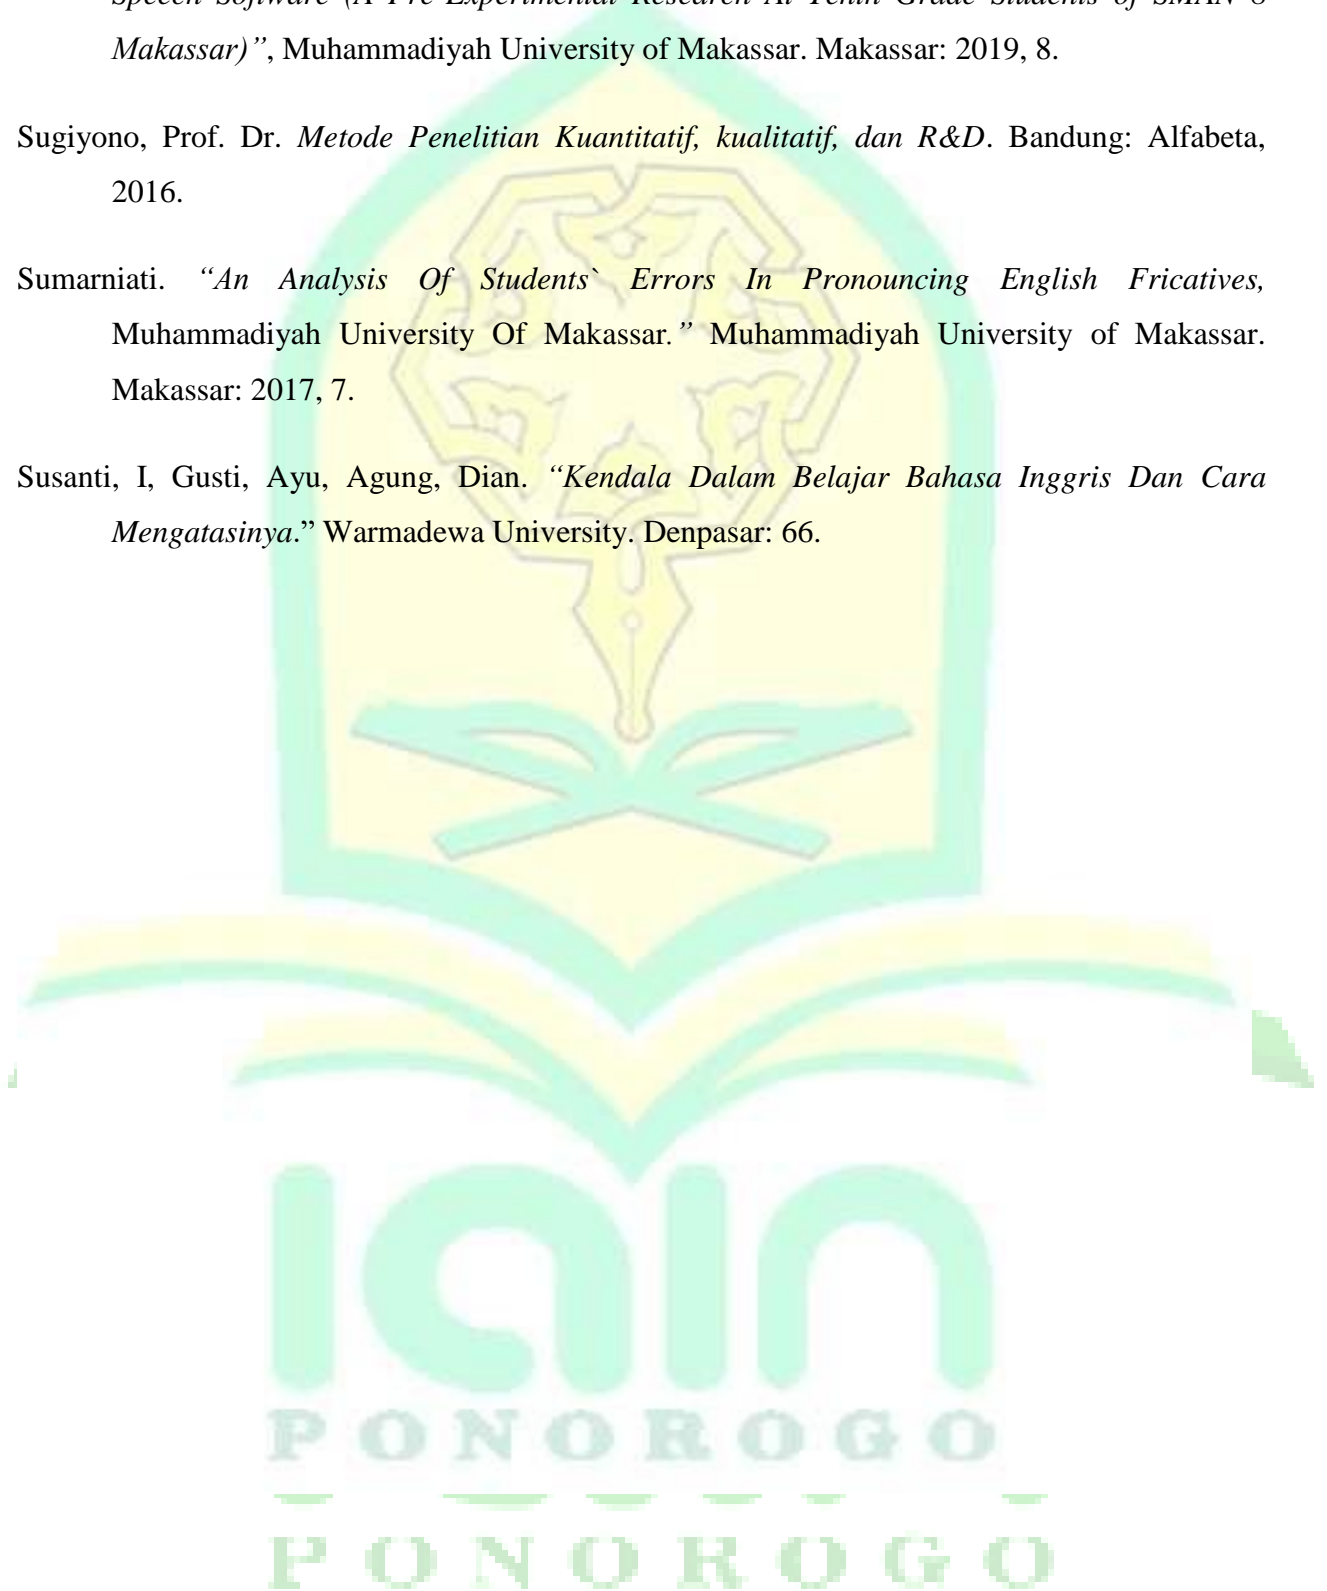 Speech Software (A Pre-Experimental Research At Tenth Grade Students of SMAN 8
Makassar)”, Muhammadiyah University of Makassar. Makassar: 2019, 8.
Sugiyono, Prof. Dr. Metode Penelitian Kuantitatif, kualitatif, dan R&D. Bandung: Alfabeta,
2016.
Sumarniati. “An Analysis Of Students` Errors In Pronouncing English Fricatives,
Muhammadiyah University Of Makassar.” Muhammadiyah University of Makassar.
Makassar: 2017, 7.
Susanti, I, Gusti, Ayu, Agung, Dian. “Kendala Dalam Belajar Bahasa Inggris Dan Cara
Mengatasinya.” Warmadewa University. Denpasar: 66.
iain
PONOROGO
PONOROGO